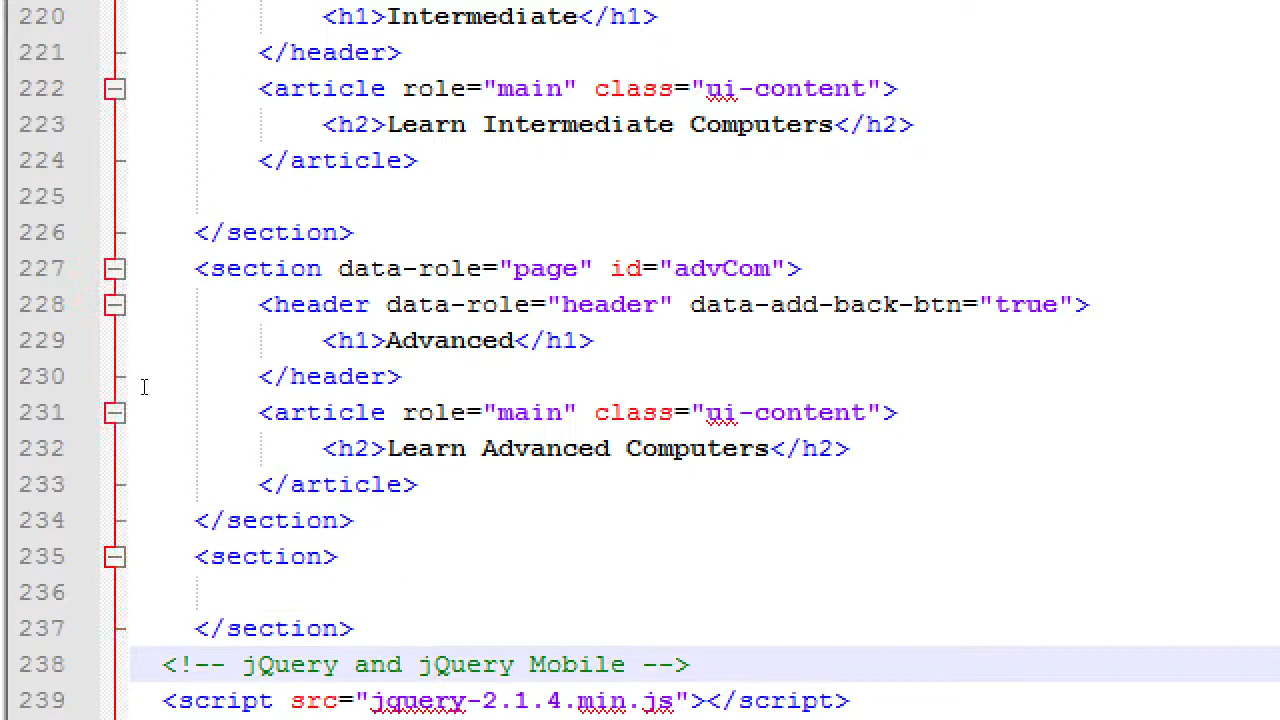 220 <h1>Intermediate</h1>
221 </header>
222 <article role="main" class="ui-content">
223 <h2>Learn Intermediate Computers</h2>
224 </article>
225
226 </section>
227 <section data-role="page" id="advCom">
228 <header data-role="header" data-add-back-btn="true">
229 <h1>Advanced</h1>
230 </header>
231 <article role="main" class="ui-content">
232 <h2>Learn Advanced Computers</h2>
233 </article>
234 </section>
235 <section>
236
237 </section>
238 <!-- jQuery and jQuery Mobile -->
239 <script src="jquery-2.1.4.min.js"></script>